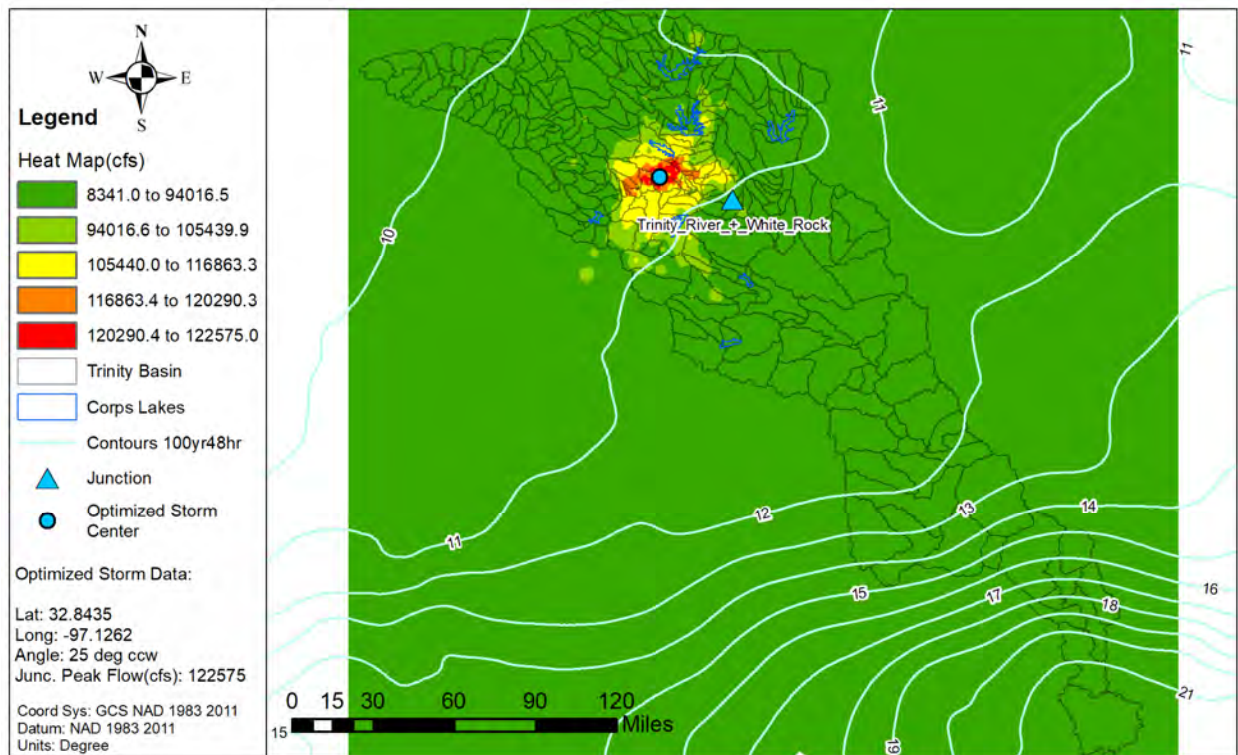 N
W E
S
Legend
Heat Map(cfs)
8341.0 to 94016.5
94016.6 to 105439.9
105440.0 to 116863.3
116863.4 to 120290.3
120290.4 to 122575.0
Trinity Basin
Corps Lakes
Contours 100yr48hr
Junction
Optimized Storm
Center
Optimized Storm Data:
Lat: 32.8435
Long: -97.1262
Angle: 25 deg ccw
Junc. Peak Flow(cfs): 122575
Coord Sys: GCS NAD 1983 2011
Datum: NAD 1983 2011
Units: Degree
11
11
10
Trinity_River_+_White_Rock
11
12
13
14
15
16
17
18
19
21
15
0 15 30 60 90 120
Miles